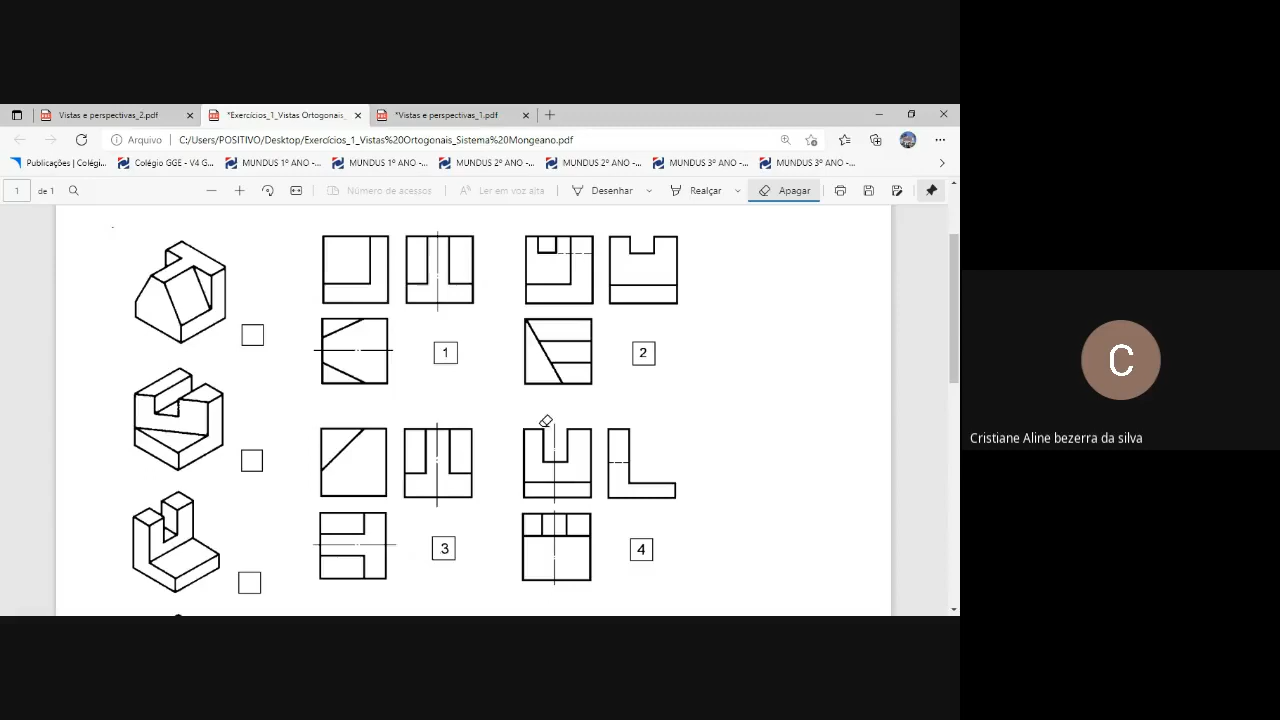 Vistas e perspectivas_2.pdf
*Exercícios_1_Vistas Ortogonais_
*Vistas e perspectivas_1.pdf
Arquivo
C:/Users/POSITIVO/Desktop/Exercícios_1_Vistas%20Ortogonais_Sistema%20Mongeano.pdf
Publicações | Colégi...
Colégio GGE - V4 G...
MUNDUS 1º ANO -...
MUNDUS 1º ANO -...
MUNDUS 2º ANO -...
MUNDUS 2º ANO -...
MUNDUS 3º ANO -...
MUNDUS 3º ANO -...
1 de 1
Número de acessos
Ler em voz alta
Desenhar
Realçar
Apagar
1
2
3
4
C
Cristiane Aline bezerra da silva